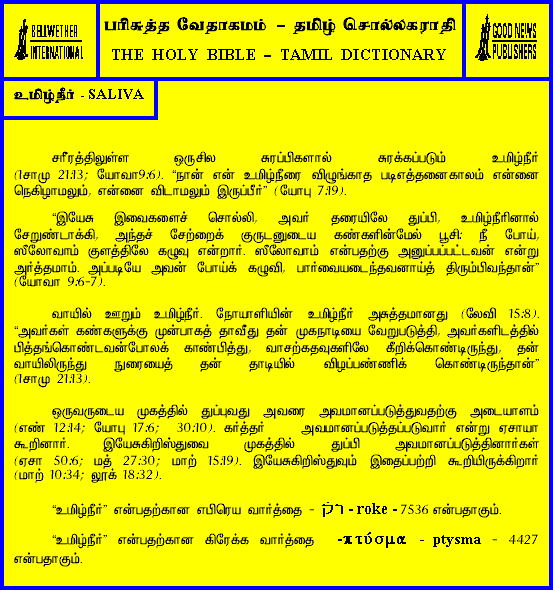 BELLWETHER
INTERNATIONAL
பரிசுத்த வேதாகமம் – தமிழ் சொல்லகராதி
THE HOLY BIBLE – TAMIL DICTIONARY
GOOD NEWS
PUBLISHERS
உமிழ்நீர் - SALIVA
சரீரத்திலுள்ள ஒருசில சுரப்பிகளால் சுரக்கப்படும் உமிழ்நீர்
(1சாமு 21:13; யோவா9:6). “நான் என் உமிழ்நீரை விழுங்காத படிஎத்தனைகாலம் என்னை
நெகிழாமலும், என்னை விடாமலும் இருப்பீர்” (யோபு 7:19).
“இயேசு இவைகளைச் சொல்லி, அவர் தரையிலே துப்பி, உமிழ்நீரினால்
சேறுண்டாக்கி, அந்தச் சேற்றைக் குருடனுடைய கண்களின்மேல் பூசி: நீ போய்,
ஸீலோவாம் குளத்திலே கழுவு என்றார். ஸீலோவாம் என்பதற்கு அனுப்பப்பட்டவன் என்று
அர்த்தமாம். அப்படியே அவன் போய்க் கழுவி, பார்வையடைந்தவனாய்த் திரும்பிவந்தான்”
(யோவா 9:6-7).
வாயில் ஊறும் உமிழ்நீர். நோயாளியின் உமிழ்நீர் அசுத்தமானது (லேவி 15:8).
“அவர்கள் கண்களுக்கு முன்பாகத் தாவீது தன் முகநாடியை வேறுபடுத்தி, அவர்களிடத்தில்
பித்தங்கொண்டவன்போலக் காண்பித்து, வாசற்கதவுகளிலே கீறிக்கொண்டிருந்து, தன்
வாயிலிருந்து நுரையைத் தன் தாடியில் விழப்பண்ணிக் கொண்டிருந்தான்”
(1சாமு 21:13).
ஒருவருடைய முகத்தில் துப்புவது அவரை அவமானப்படுத்துவதற்கு அடையாளம்
(எண் 12:14; யோபு 17:6; 30:10). கர்த்தர் அவமானப்படுத்தப்படுவார் என்று ஏசாயா
கூறினார். இயேசுகிறிஸ்துவை முகத்தில் துப்பி அவமானப்படுத்தினார்கள்
(ஏசா 50:6; மத் 27:30; மாற் 15:19). இயேசுகிறிஸ்துவும் இதைப்பற்றி கூறியிருக்கிறார்
(மாற் 10:34; லூக் 18:32).
“உமிழ்நீர்” என்பதற்கான எபிரெய வார்த்தை - רֹק - roke - 7536 என்பதாகும்.
“உமிழ்நீர்” என்பதற்கான கிரேக்க வார்த்தை -πτύσμα - ptysma - 4427
என்பதாகும்.